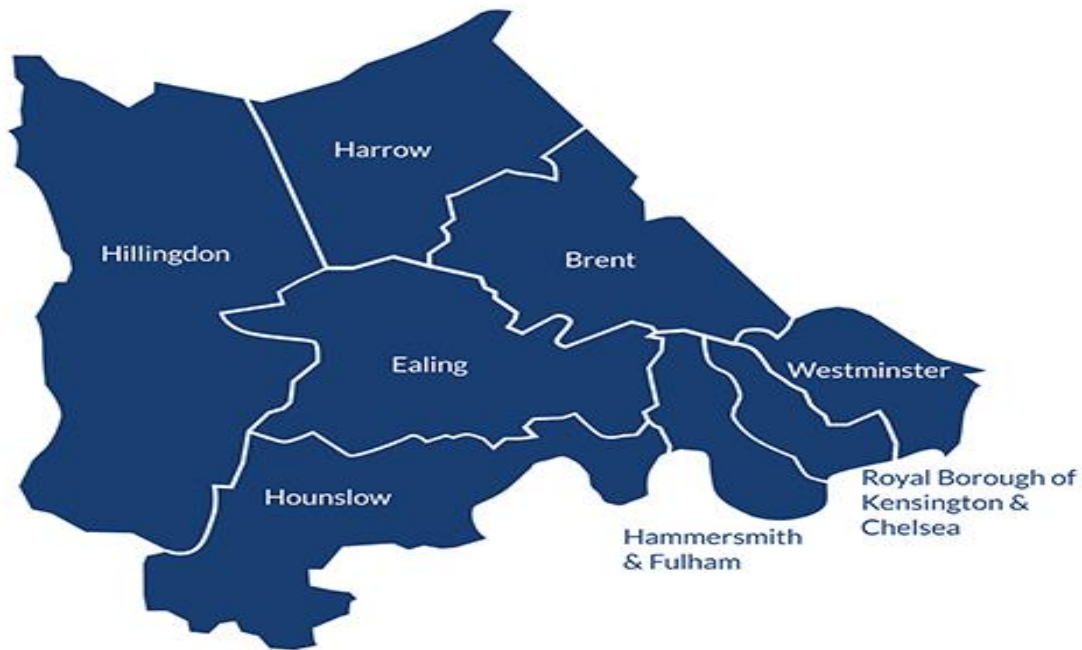 Harrow
Hillingdon
Brent
Ealing
Westminster
Hounslow
Royal Borough of
Kensington &
Chelsea
Hammersmith
& Fulham